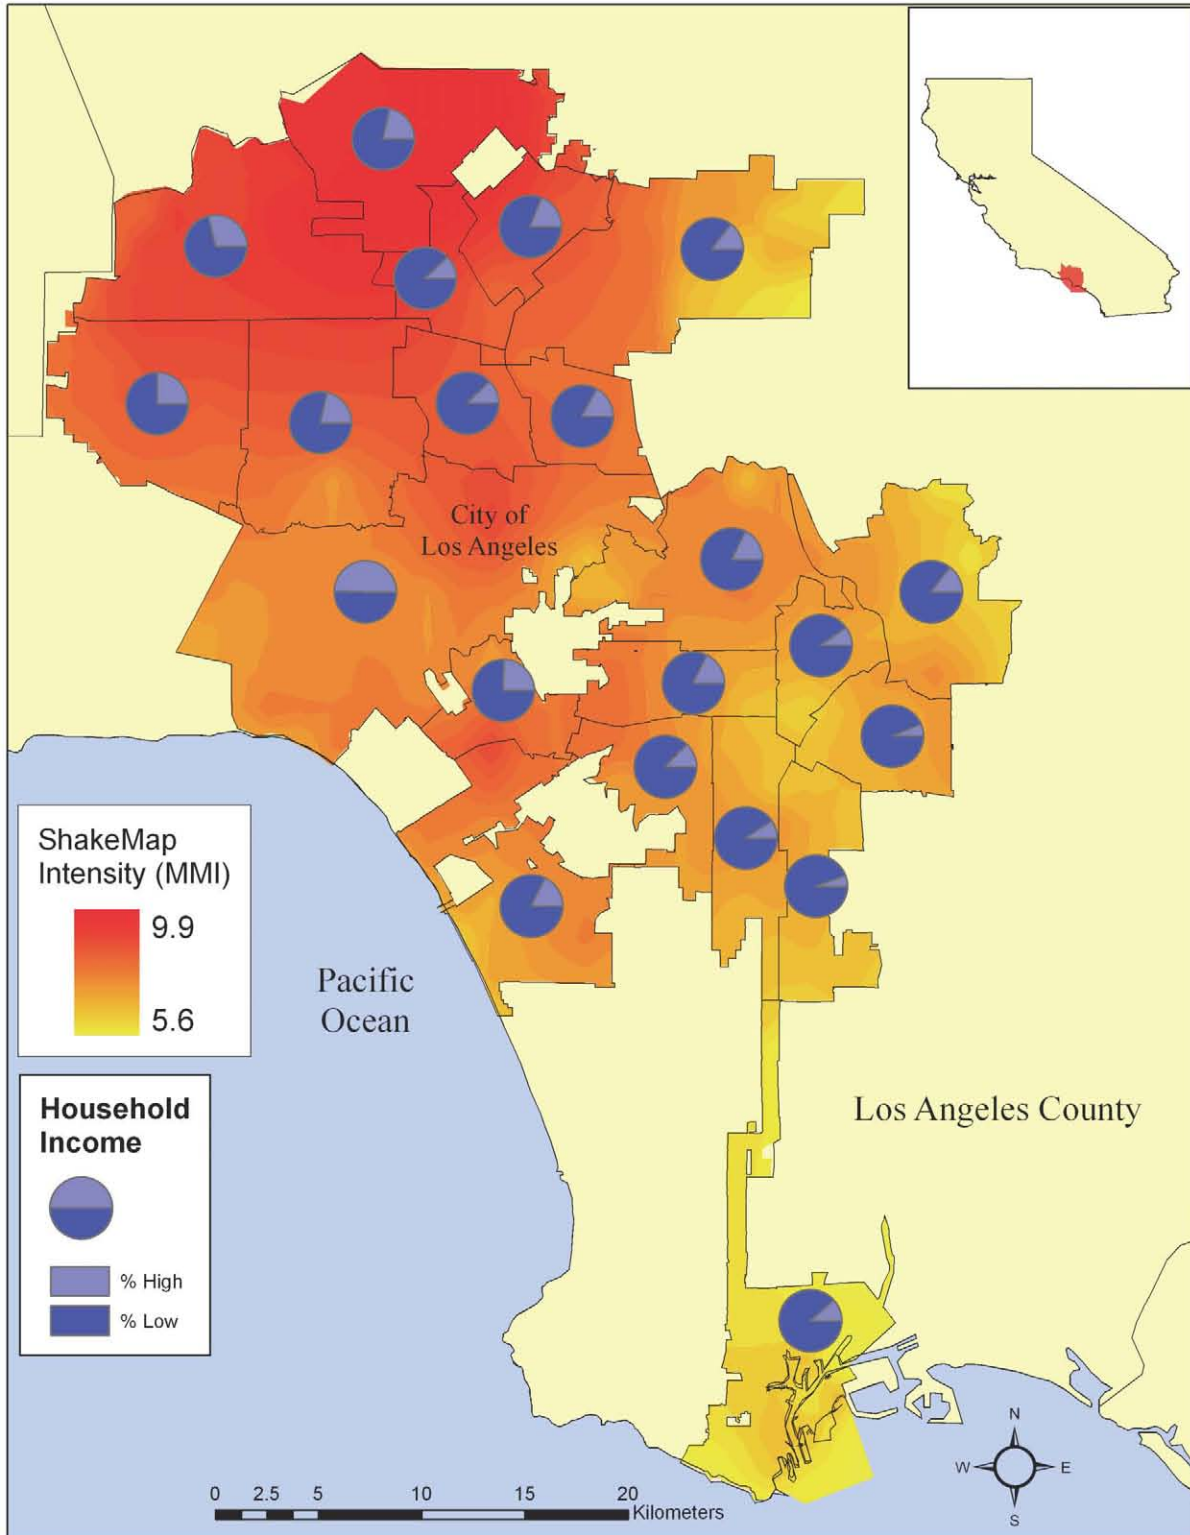 City of
Los Angeles
ShakeMap
Intensity (MMI)
9.9
5.6
Pacific
Ocean
Household
Income
% High
% Low
Los Angeles County
N
W
E
S
0 2.5 5 10 15 20
Kilometers